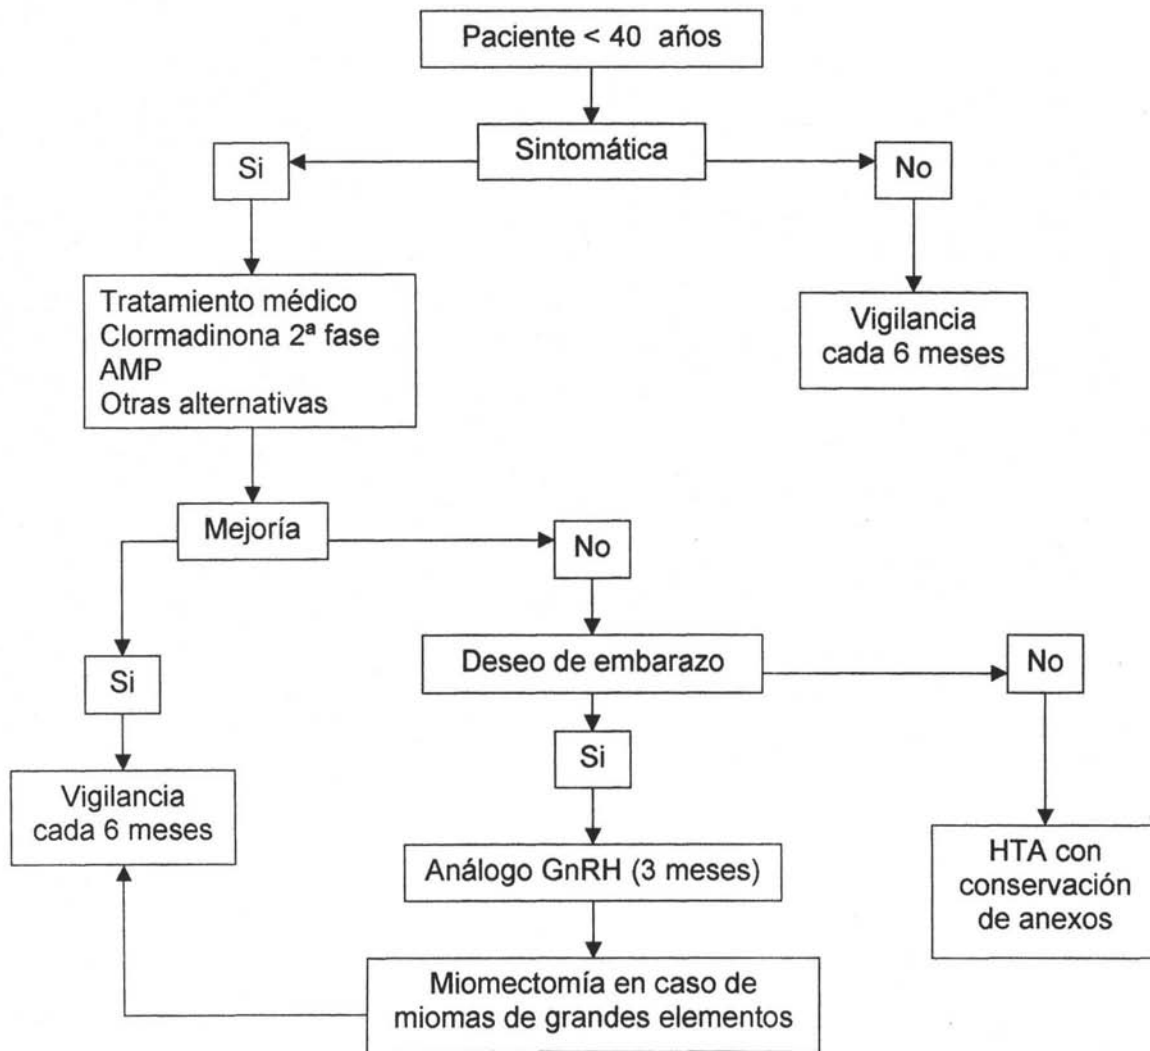 Paciente < 40 años
Sintomática
Si
No
Tratamiento médico
Clormadinona 2ª fase
AMP
Otras alternativas
Vigilancia
cada 6 meses
Mejoría
No
Si
Deseo de embarazo
No
Si
Vigilancia
cada 6 meses
Análogo GnRH (3 meses)
HTA con
conservación
de anexos
Miomectomía en caso de
miomas de grandes elementos